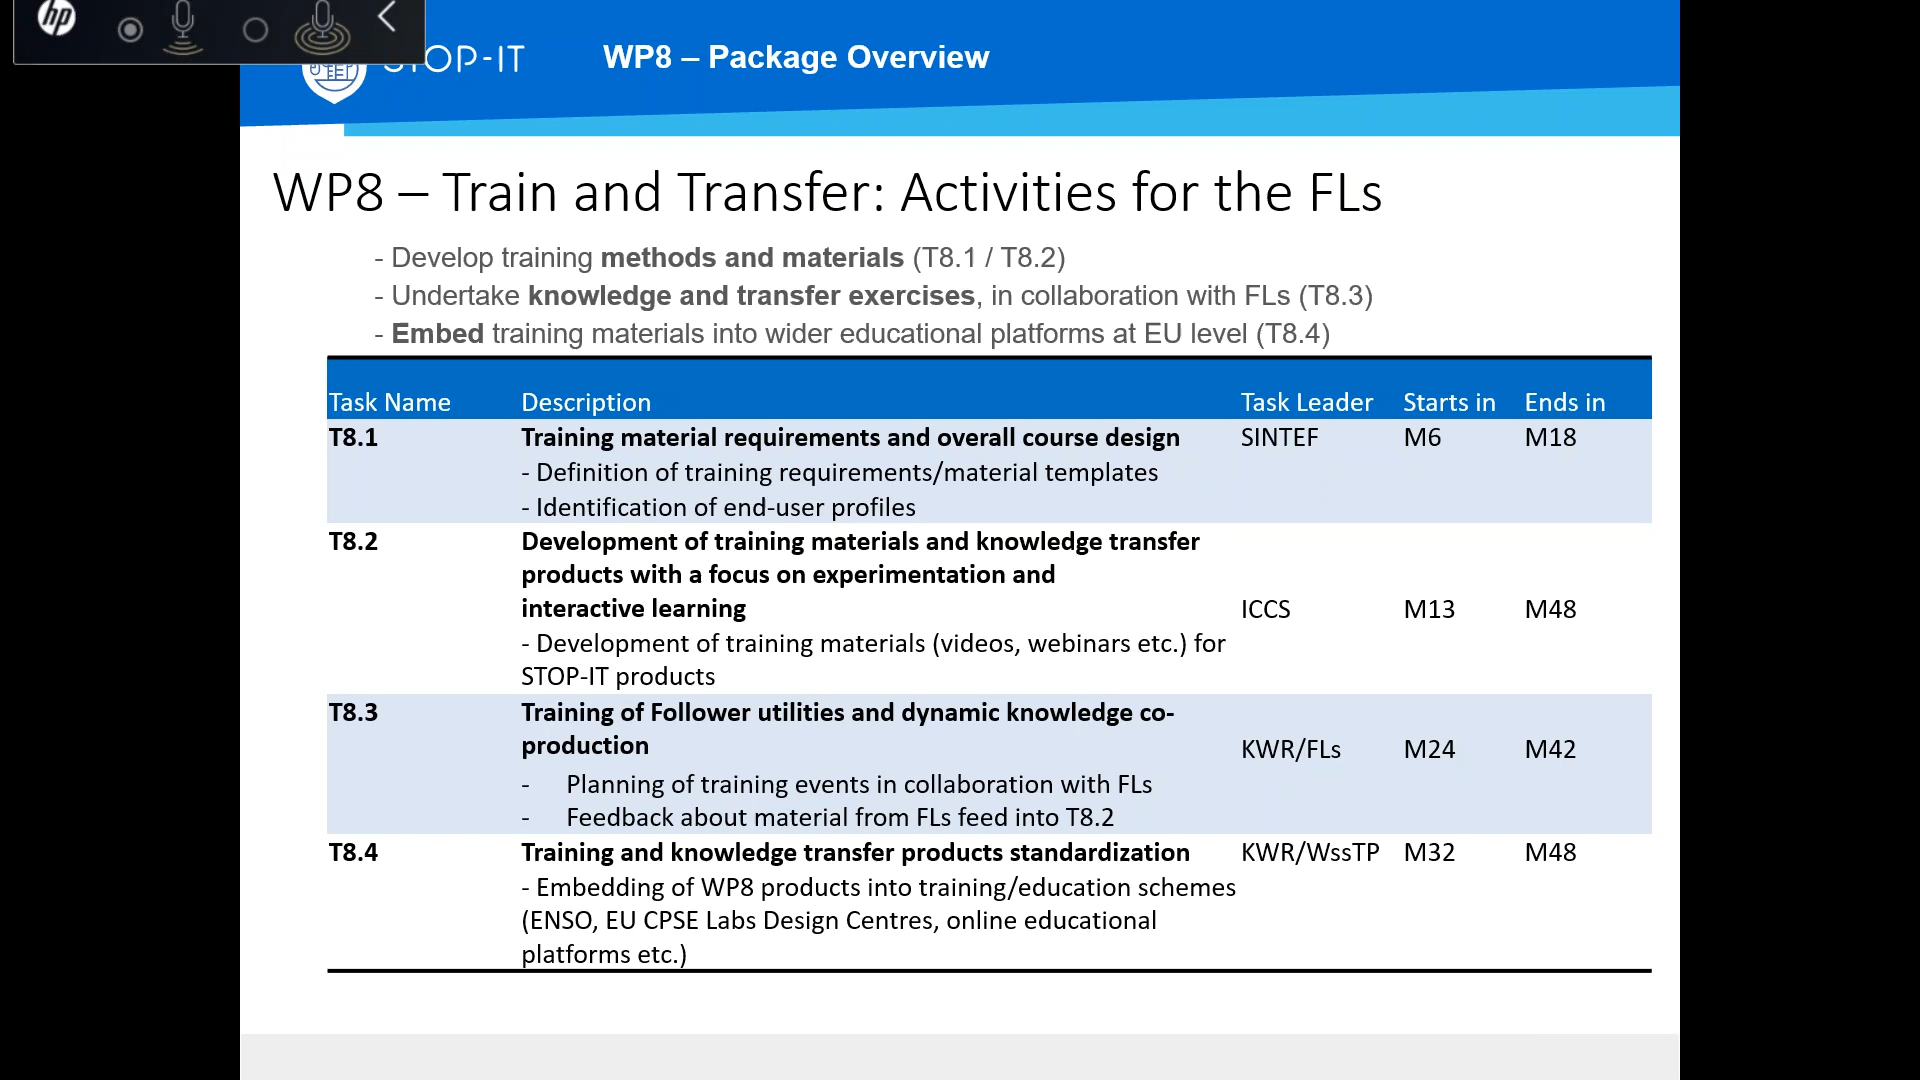 hp
STOP-IT
WP8 – Package Overview
WP8 – Train and Transfer: Activities for the FLs
- Develop training methods and materials (T8.1 / T8.2)
- Undertake knowledge and transfer exercises, in collaboration with FLs (T8.3)
- Embed training materials into wider educational platforms at EU level (T8.4)
Task Name Description Task Leader Starts in Ends in
T8.1 Training material requirements and overall course design SINTEF M6 M18
- Definition of training requirements/material templates
- Identification of end-user profiles
T8.2 Development of training materials and knowledge transfer
products with a focus on experimentation and
interactive learning ICCS M13 M48
- Development of training materials (videos, webinars etc.) for
STOP-IT products
T8.3 Training of Follower utilities and dynamic knowledge co-
production
KWR/FLs M24 M42
- Planning of training events in collaboration with FLs
- Feedback about material from FLs feed into T8.2
T8.4 Training and knowledge transfer products standardization KWR/WssTP M32 M48
- Embedding of WP8 products into training/education schemes
(ENSO, EU CPSE Labs Design Centres, online educational
platforms etc.)